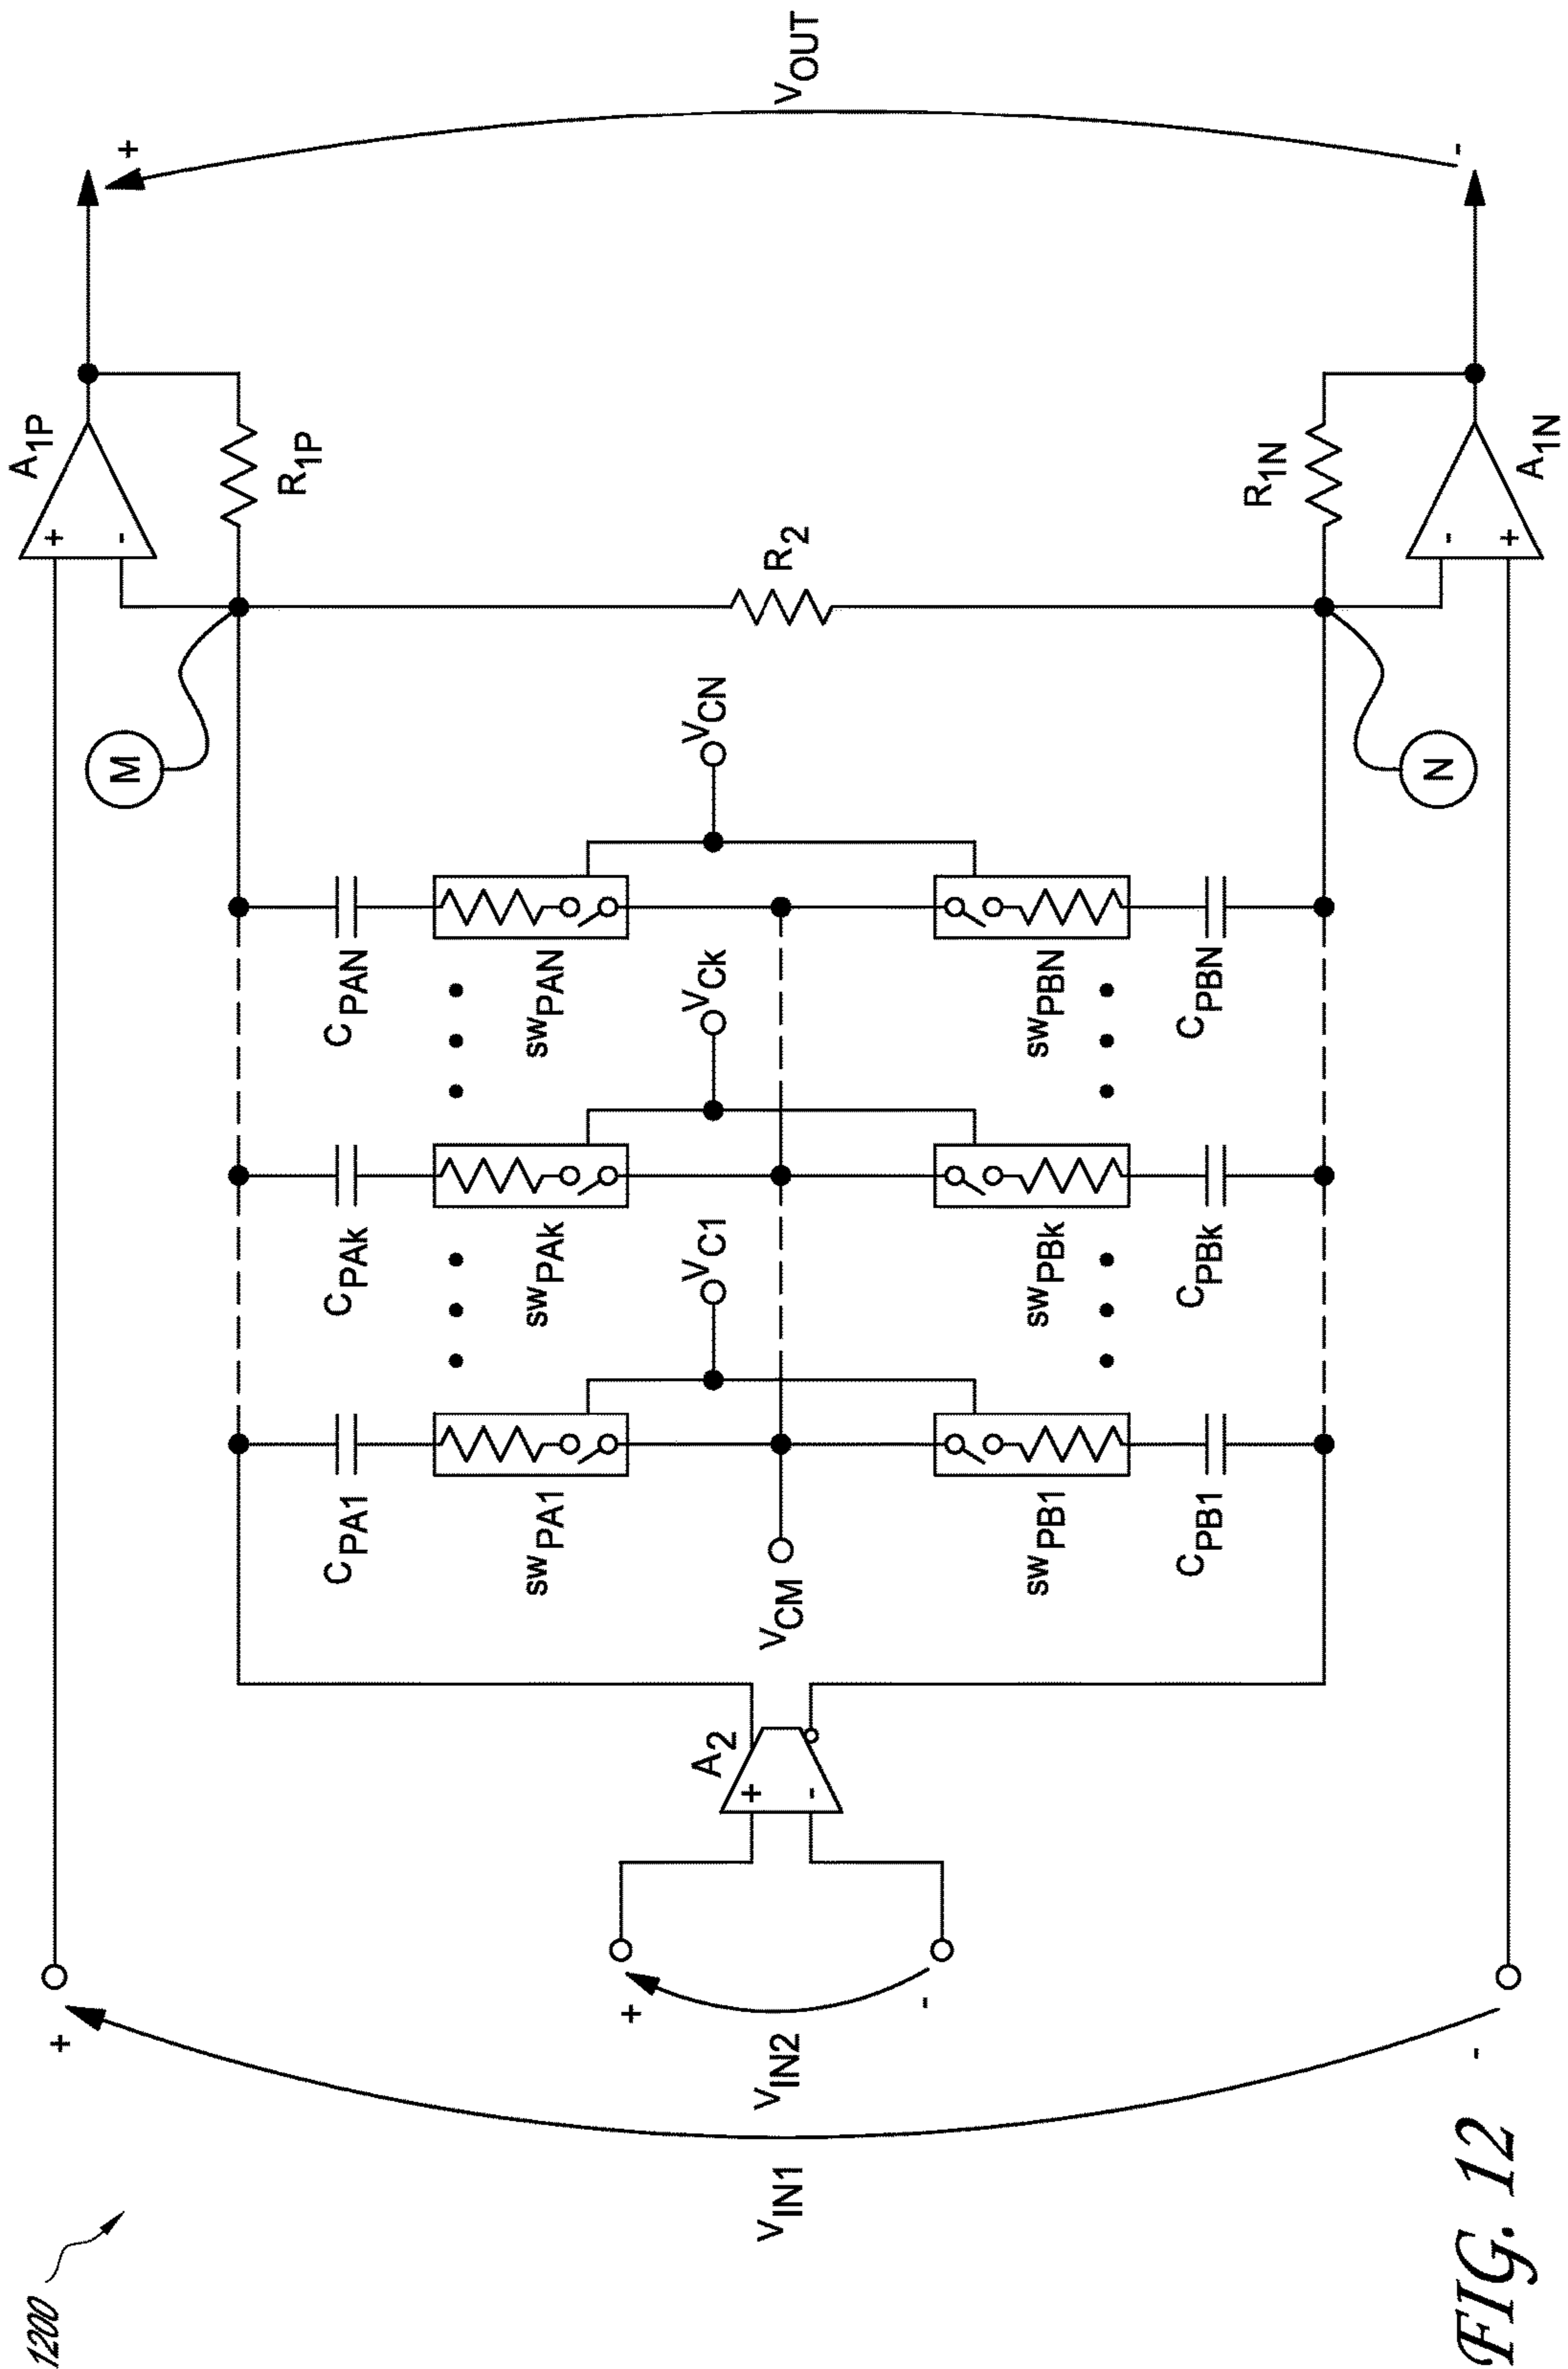 1200
FIG. 12
VIN1
+
-
VIN2
+
-
A2
+
-
VCM
CPA1
swPA1
VC1
swPB1
CPB1
CPAk
swPAk
VCk
swPBk
CPBk
CPAN
swPAN
VCN
swPBN
CPBN
M
N
R2
A1P
+
-
R1P
R1N
A1N
-
+
+
-
VOUT